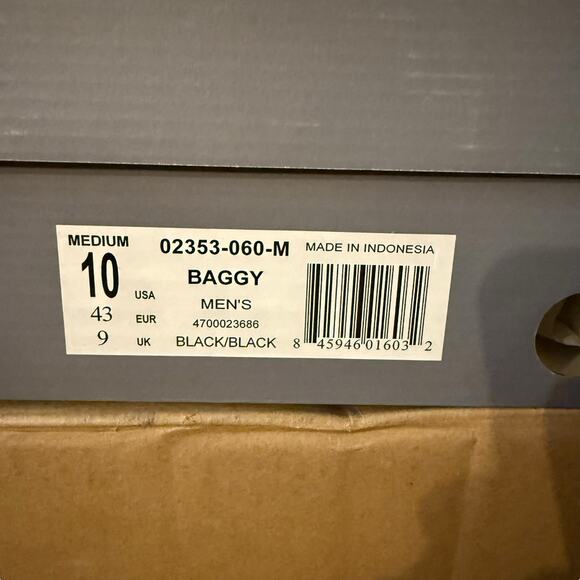 MEDIUM
10 USA
43 EUR
9 UK
02353-060-M
BAGGY
MEN'S
4700023686
BLACK/BLACK
MADE IN INDONESIA
8 45946 01603 2